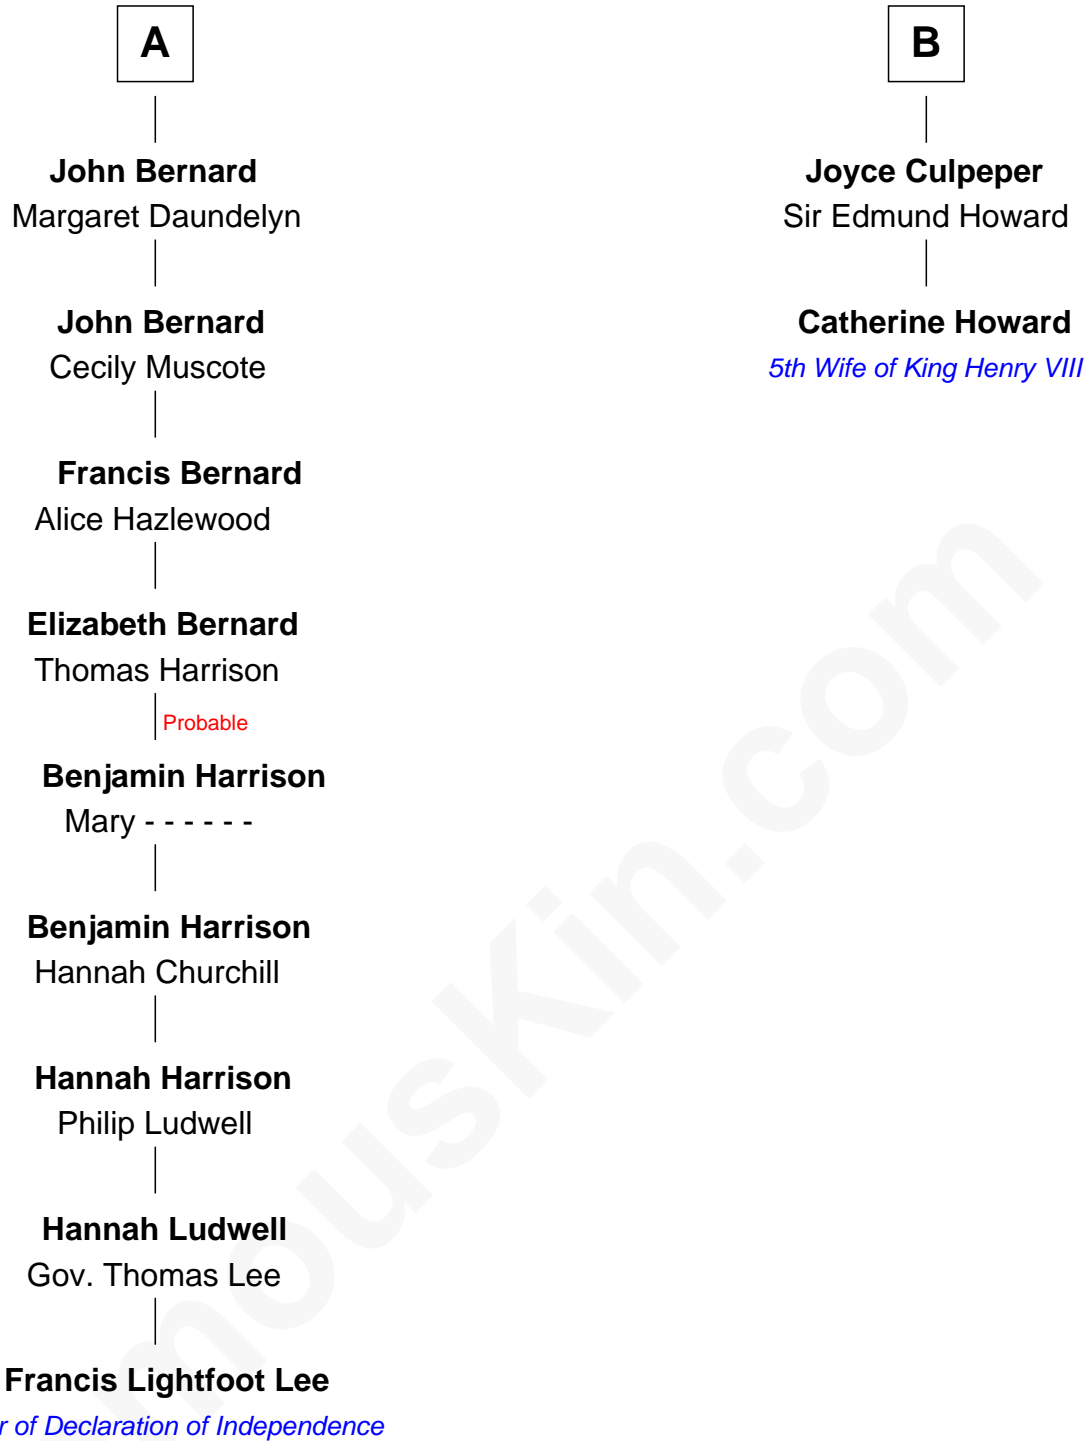 A
John Bernard
Margaret Daundelyn
John Bernard
Cecily Muscote
Francis Bernard
Alice Hazlewood
Elizabeth Bernard
Thomas Harrison
Probable
Benjamin Harrison
Mary - - - - - -
Benjamin Harrison
Hannah Churchill
Hannah Harrison
Philip Ludwell
Hannah Ludwell
Gov. Thomas Lee
Francis Lightfoot Lee
r of Declaration of Independence
B
Joyce Culpeper
Sir Edmund Howard
Catherine Howard
5th Wife of King Henry VIII
mouskin.com